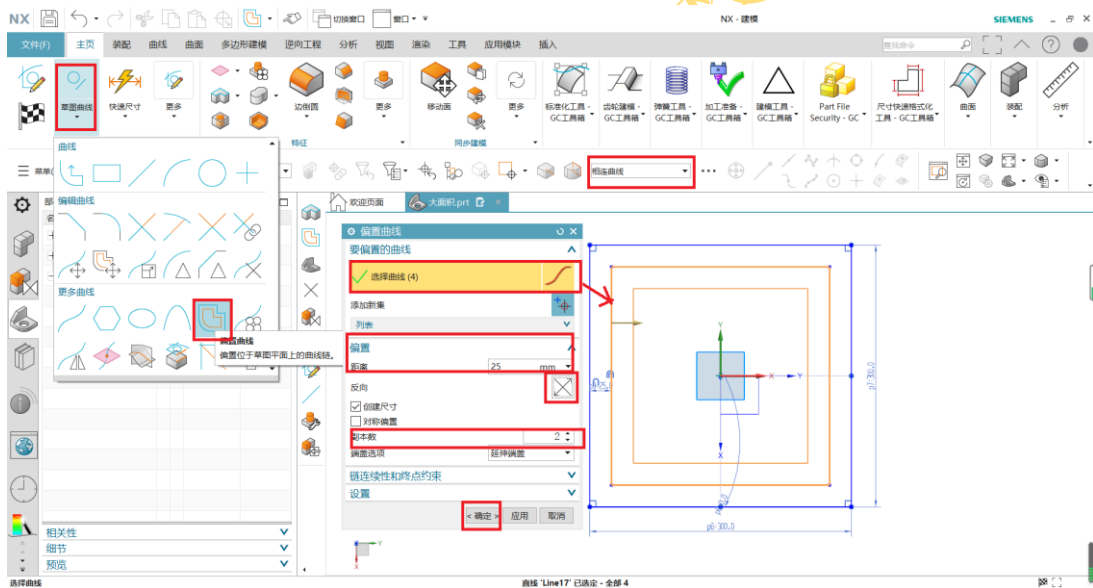 NX
切换窗口
窗口
NX - 建模
SIEMENS
文件(F)
主页
装配
曲线
曲面
多边形建模
逆向工程
分析
视图
渲染
工具
应用模块
插入
查找命令
草图曲线
快速尺寸
更多
边倒圆
更多
移动面
更多
标准化工具 - GC工具箱
齿轮建模 - GC工具箱
弹簧工具 - GC工具箱
加工准备 - GC工具箱
建模工具 - GC工具箱
Part File Security - GC
尺寸快速格式化工具 - GC工具箱
曲面
装配
分析
特征
同步建模
曲线
相连曲线
编辑曲线
更多曲线
偏置曲线
偏置位于草图平面上的曲线链。
欢迎页面
大面积.prt
偏置曲线
要偏置的曲线
选择曲线 (4)
添加新集
列表
偏置
距离
25
mm
反向
创建尺寸
对称偏置
副本数
2
端盖选项
延伸端盖
链连续性和终点约束
设置
< 确定 >
应用
取消
Y
X
Y
X
p7:300.0
p6:300.0
Y
X
相关性
细节
预览
选择曲线
直线 'Line17' 已选定 - 全部 4